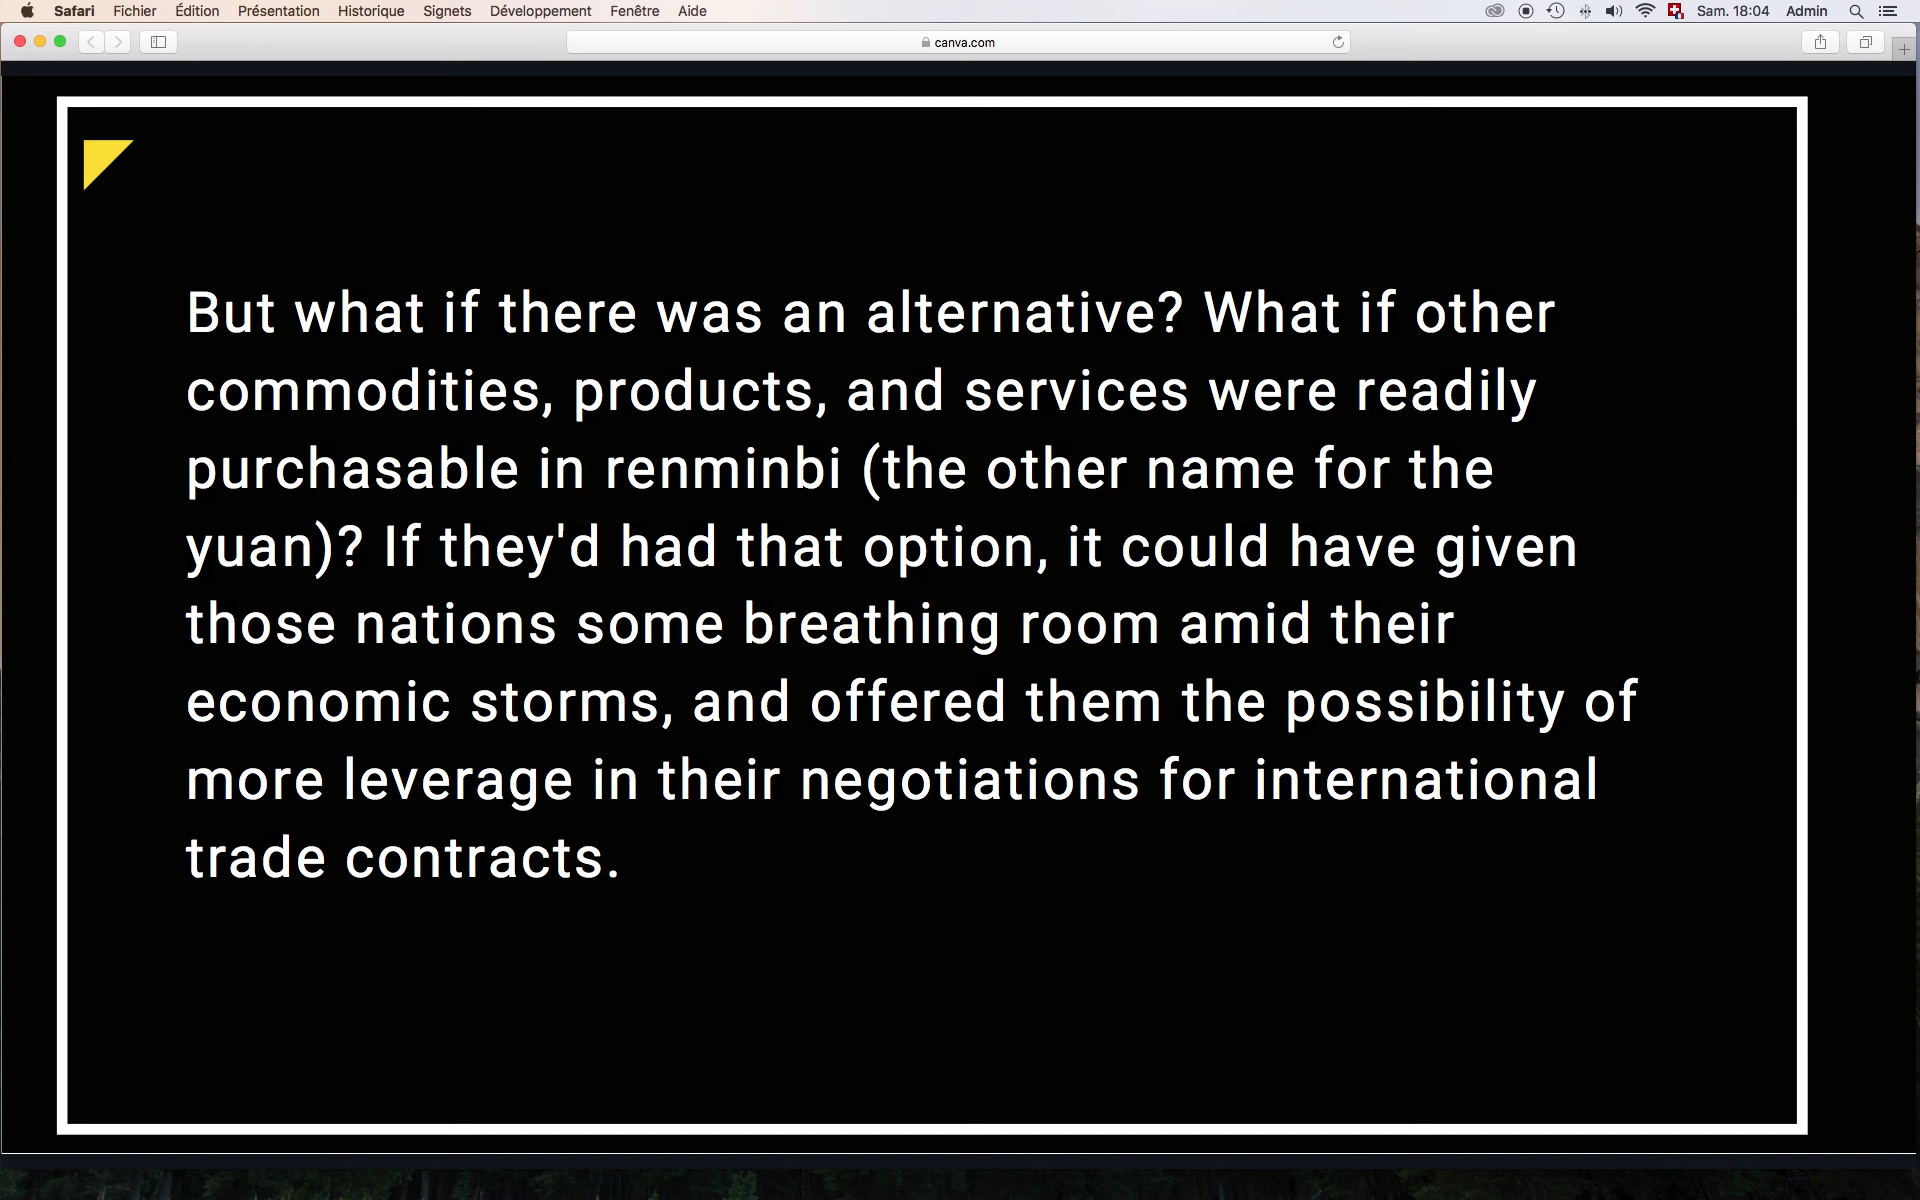 Safari Fichier Édition Présentation Historique Signets Développement Fenêtre Aide Sam. 18:04 Admin
canva.com
But what if there was an alternative? What if other
commodities, products, and services were readily
purchasable in renminbi (the other name for the
yuan)? If they'd had that option, it could have given
those nations some breathing room amid their
economic storms, and offered them the possibility of
more leverage in their negotiations for international
trade contracts.